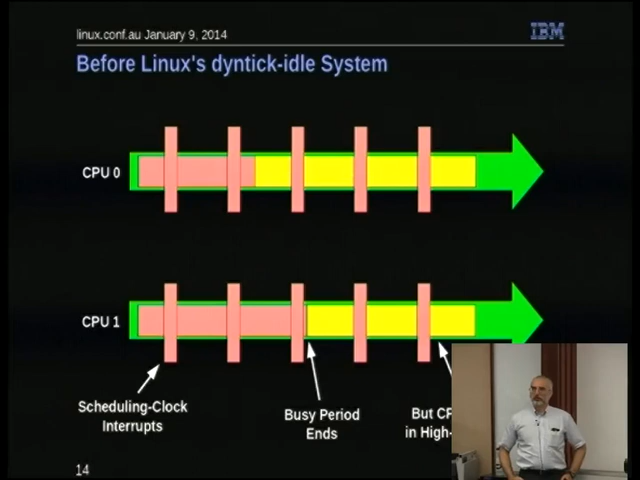 linux.conf.au January 9, 2014
IBM
Before Linux's dyntick-idle System
CPU 0
CPU 1
Scheduling-Clock
Interrupts
Busy Period
Ends
But
in High-
14